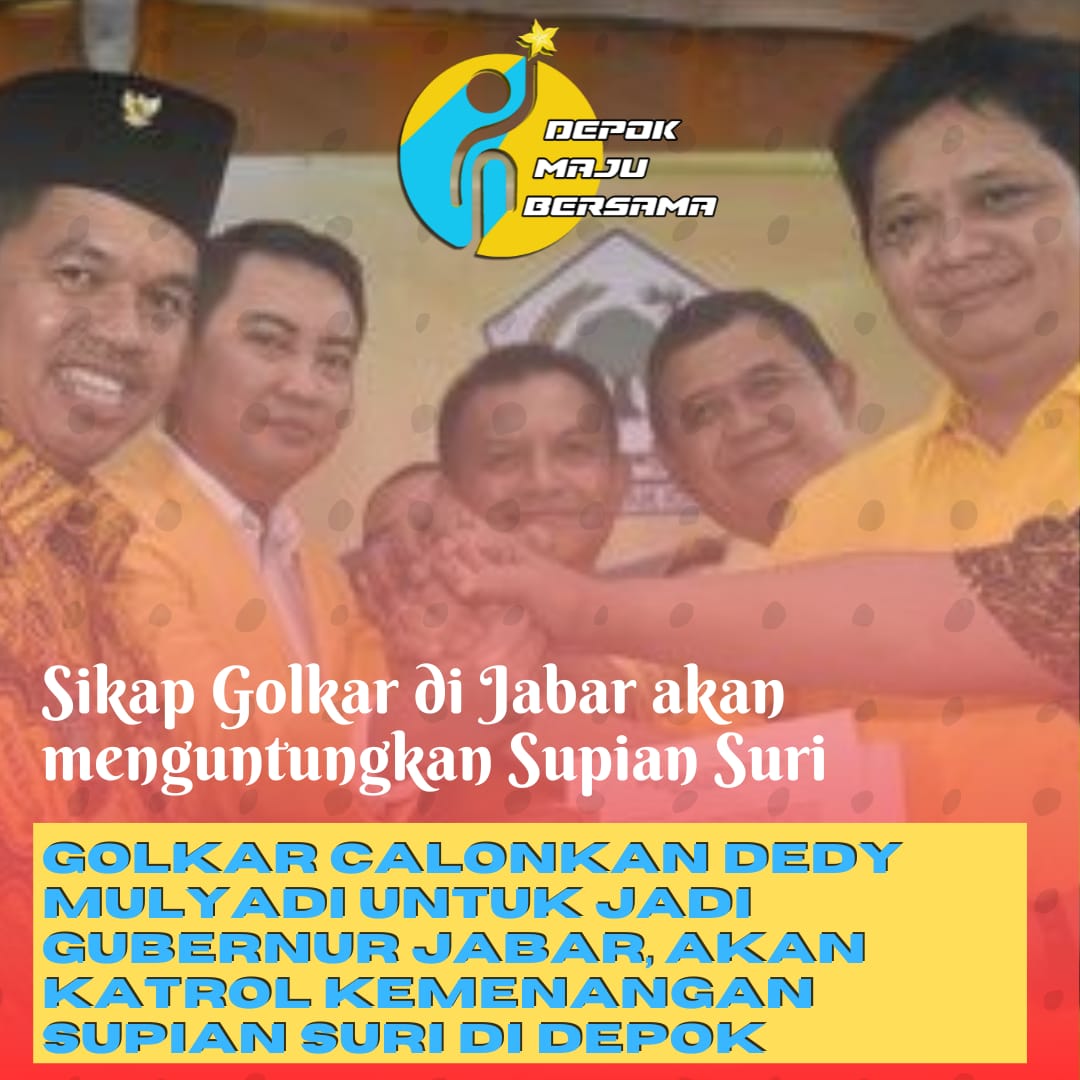 DEPOK
MAJU
BERSAMA
Sikap Golkar di Jabar akan
menguntungkan Supian Suri
GOLKAR CALONKAN DEDY
MULYADI UNTUK JADI
GUBERNUR JABAR, AKAN
KATROL KEMENANGAN
SUPIAN SURI DI DEPOK